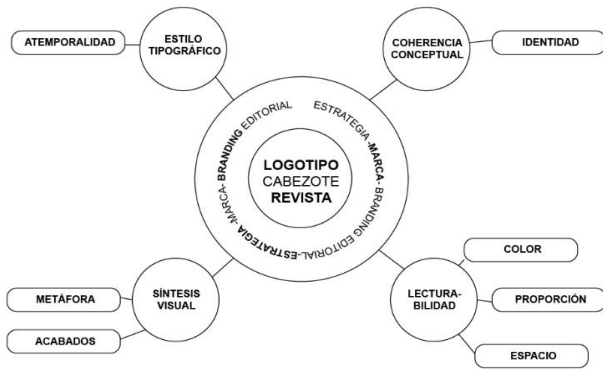 ATEMPORALIDAD
ESTILO
TIPOGRÁFICO
COHERENCIA
CONCEPTUAL
IDENTIDAD
ESTRATEGIA -MARCA- BRANDING EDITORIAL-ESTRATEGIA-MARCA- BRANDING EDITORIAL
LOGOTIPO
CABEZOTE
REVISTA
METÁFORA
ACABADOS
SÍNTESIS
VISUAL
LECTURA-
BILIDAD
COLOR
PROPORCIÓN
ESPACIO